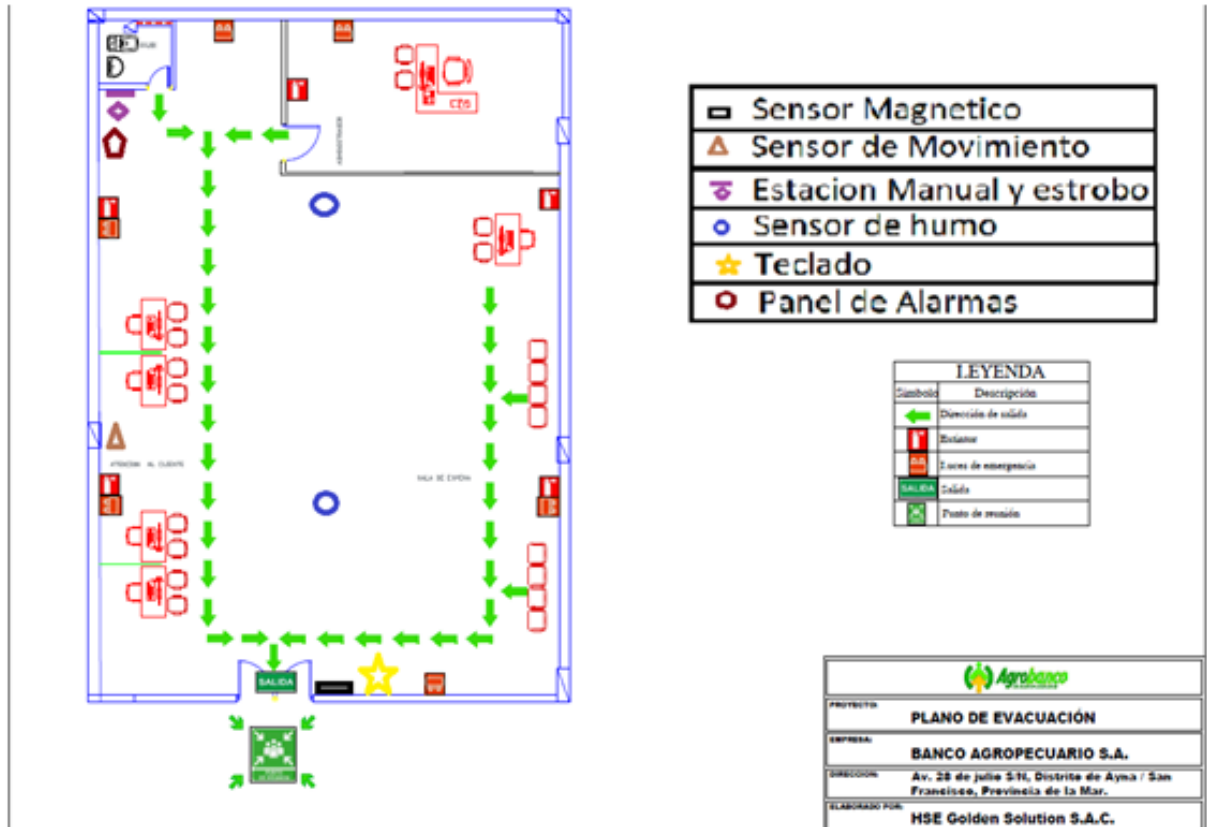 ADMINISTRADOR
ATENCION AL CLIENTE
SALA DE ESPERA
SALIDA
Sensor Magnetico
Sensor de Movimiento
Estacion Manual y estrobo
Sensor de humo
Teclado
Panel de Alarmas
LEYENDA
Símbolo Descripción
Dirección de salida
Extintor
Luces de emergencia
SALIDA Salida
Punto de reunión
Agrobanco
PROYECTO:
PLANO DE EVACUACIÓN
EMPRESA:
BANCO AGROPECUARIO S.A.
DIRECCION:
Av. 28 de julio S/N, Distrito de Ayna / San
Francisco, Provincia de la Mar.
ELABORADO POR:
HSE Golden Solution S.A.C.